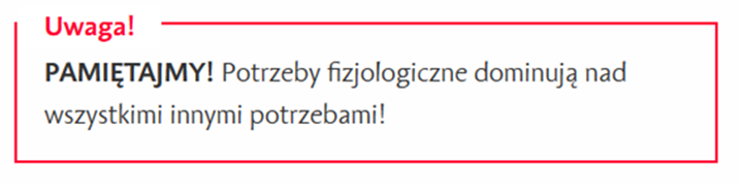 Uwaga!
PAMIĘTAJMY! Potrzeby fizjologiczne dominują nad
wszystkimi innymi potrzebami!